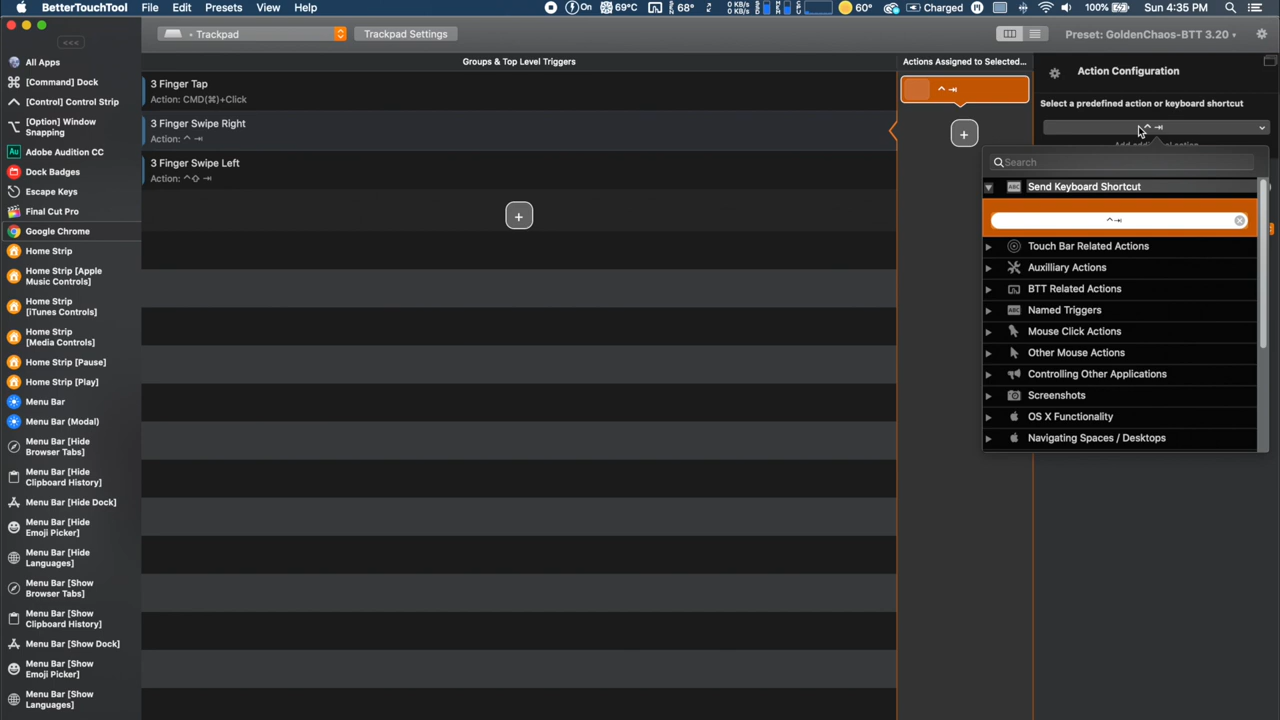 BetterTouchTool File Edit Presets View Help On 69°C 68° 0 KB/s 0 KB/s 60° Charged 100% Sun 4:35 PM
<<<
Trackpad Trackpad Settings Preset: GoldenChaos-BTT 3.20
All Apps
[Command] Dock
[Control] Control Strip
[Option] Window
Snapping
Adobe Audition CC
Dock Badges
Escape Keys
Final Cut Pro
Google Chrome
Home Strip
Home Strip [Apple
Music Controls]
Home Strip
[iTunes Controls]
Home Strip
[Media Controls]
Home Strip [Pause]
Home Strip [Play]
Menu Bar
Menu Bar (Modal)
Menu Bar [Hide
Browser Tabs]
Menu Bar [Hide
Clipboard History]
Menu Bar [Hide Dock]
Menu Bar [Hide
Emoji Picker]
Menu Bar [Hide
Languages]
Menu Bar [Show
Browser Tabs]
Menu Bar [Show
Clipboard History]
Menu Bar [Show Dock]
Menu Bar [Show
Emoji Picker]
Menu Bar [Show
Languages]
Groups & Top Level Triggers
3 Finger Tap
Action: CMD(⌘)+Click
3 Finger Swipe Right
Action: ^ ⇥
3 Finger Swipe Left
Action: ^⇧ ⇥
+
Actions Assigned to Selected...
^ ⇥
+
Action Configuration
Select a predefined action or keyboard shortcut
^ ⇥
Search
Send Keyboard Shortcut
^⇥
Touch Bar Related Actions
Auxilliary Actions
BTT Related Actions
Named Triggers
Mouse Click Actions
Other Mouse Actions
Controlling Other Applications
Screenshots
OS X Functionality
Navigating Spaces / Desktops